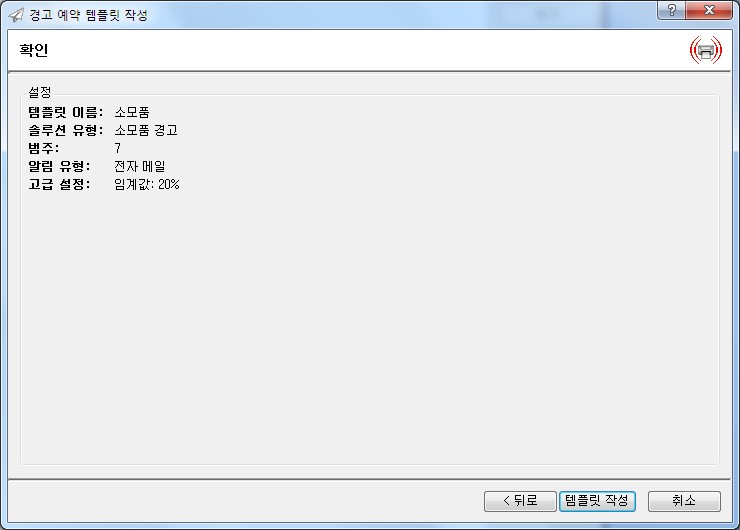 경고 예약 템플릿 작성
확인
설정
템플릿 이름: 소모품
솔루션 유형: 소모품 경고
범주: 7
알림 유형: 전자 메일
고급 설정: 임계값: 20%
< 뒤로 템플릿 작성 취소